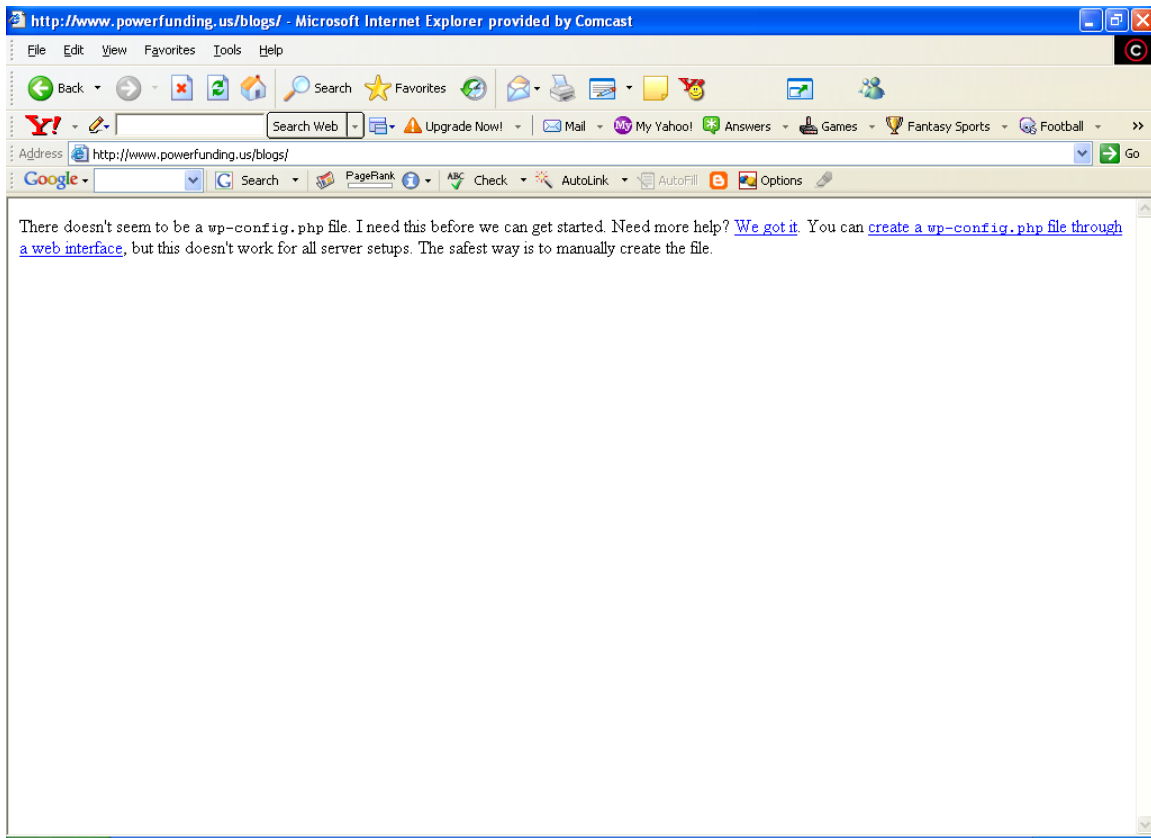 http://www.powerfunding.us/blogs/ - Microsoft Internet Explorer provided by Comcast
File Edit View Favorites Tools Help
Back Search Favorites
Y! Search Web Upgrade Now! Mail My My Yahoo! Answers Games Fantasy Sports Football
Address http://www.powerfunding.us/blogs/ Go
Google G Search PageRank ABC Check AutoLink AutoFill Options
There doesn't seem to be a wp-config.php file. I need this before we can get started. Need more help? We got it. You can create a wp-config.php file through
a web interface, but this doesn't work for all server setups. The safest way is to manually create the file.